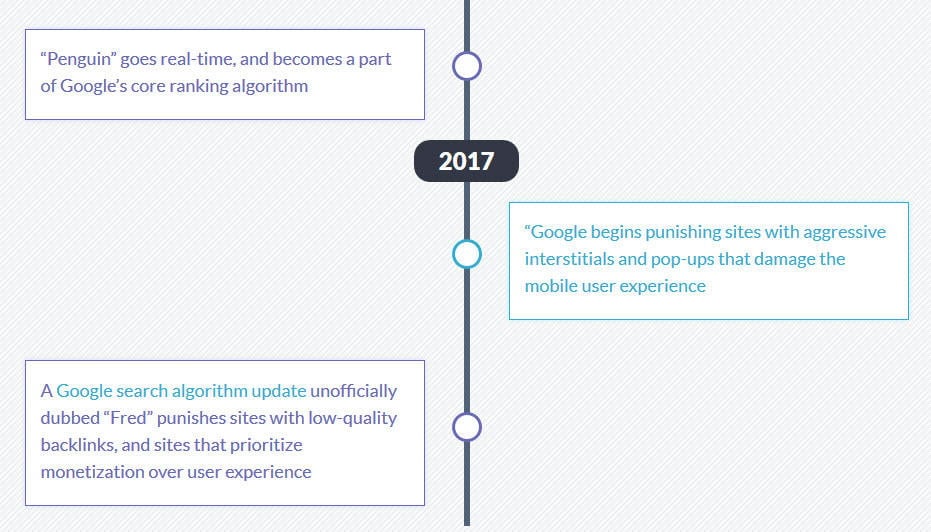 “Penguin” goes real-time, and becomes a part
of Google’s core ranking algorithm
2017
“Google begins punishing sites with aggressive
interstitials and pop-ups that damage the
mobile user experience
A Google search algorithm update unofficially
dubbed “Fred” punishes sites with low-quality
backlinks, and sites that prioritize
monetization over user experience